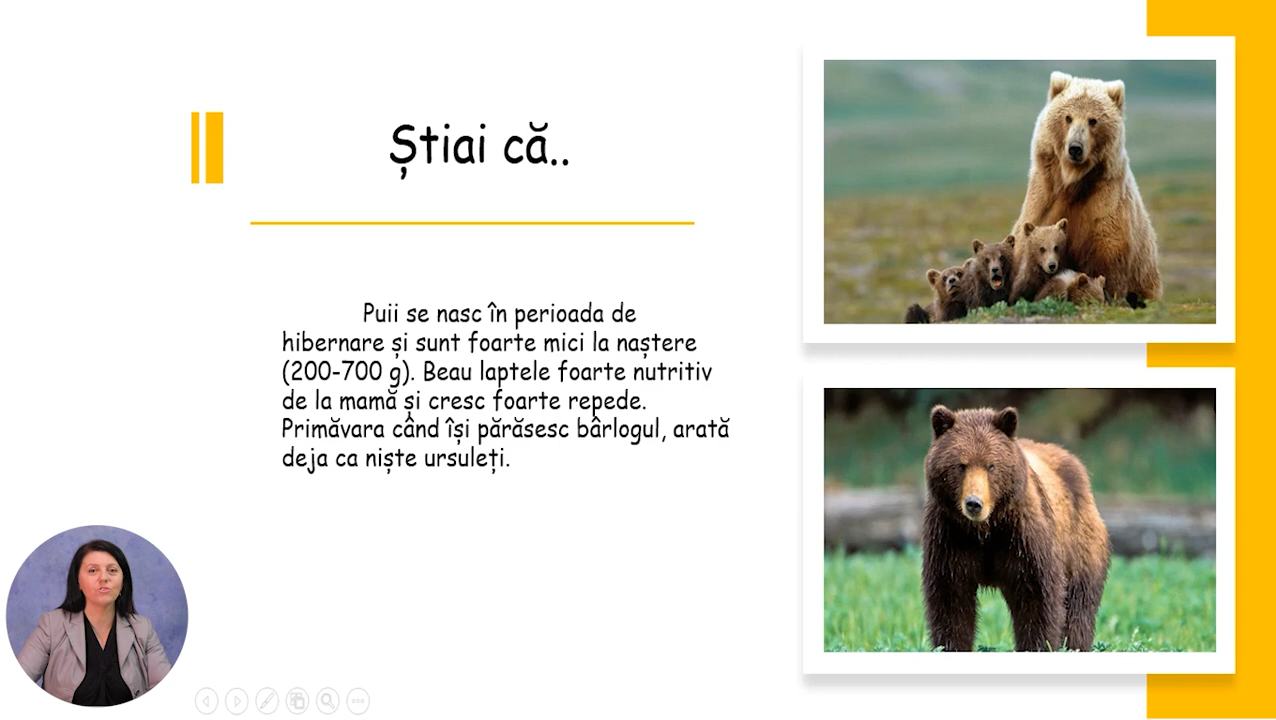 Știai că..
Puii se nasc în perioada de
hibernare și sunt foarte mici la naștere
(200-700 g). Beau laptele foarte nutritiv
de la mamă și cresc foarte repede.
Primăvara când își părăsesc bârlogul, arată
deja ca niște ursuleți.